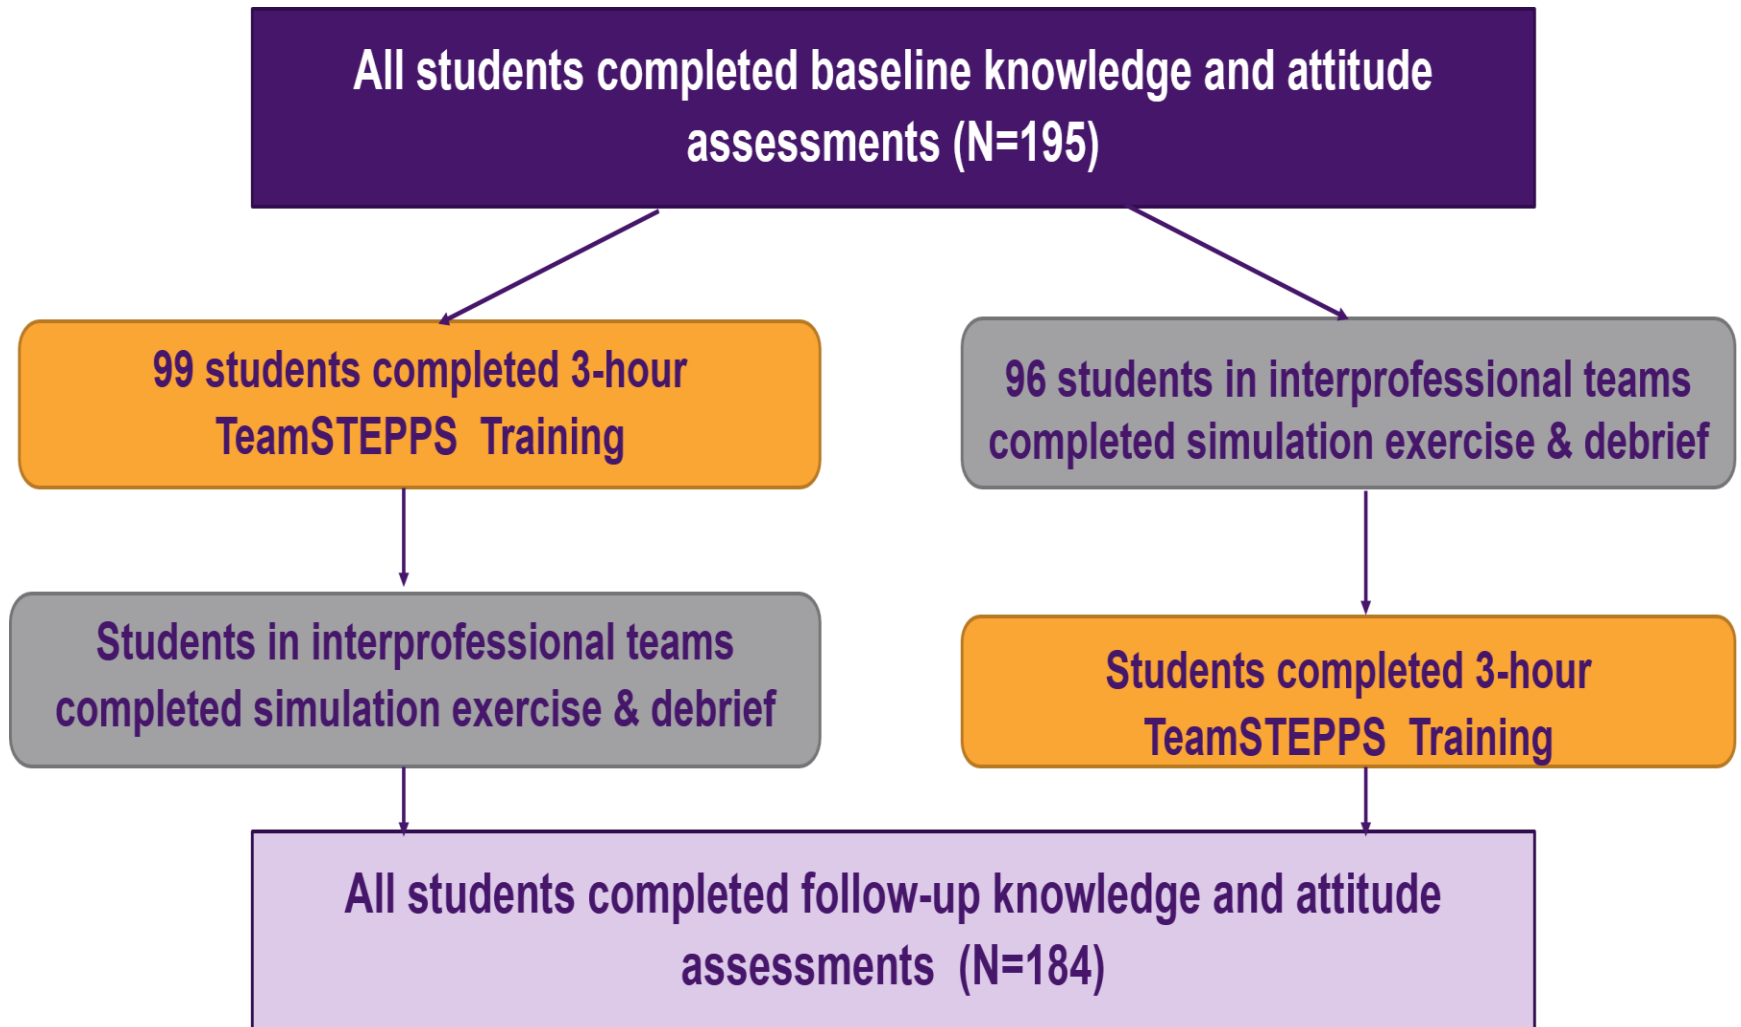 All students completed baseline knowledge and attitude
assessments (N=195)
99 students completed 3-hour
TeamSTEPPS  Training
96 students in interprofessional teams
completed simulation exercise & debrief
Students in interprofessional teams
completed simulation exercise & debrief
Students completed 3-hour
TeamSTEPPS  Training
All students completed follow-up knowledge and attitude
assessments  (N=184)